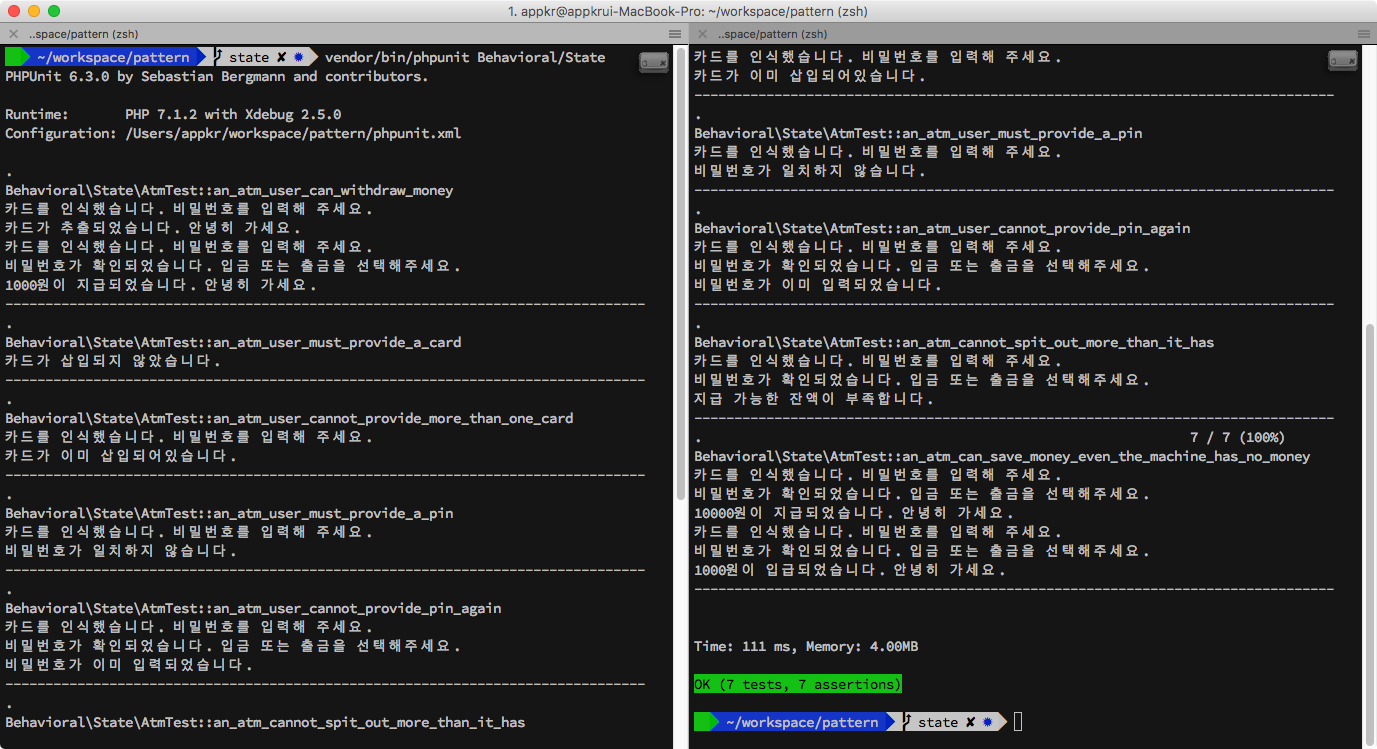 1. appkr@appkrui-MacBook-Pro: ~/workspace/pattern (zsh)
..space/pattern (zsh)
~/workspace/pattern state ✘ ✹ vendor/bin/phpunit Behavioral/State
PHPUnit 6.3.0 by Sebastian Bergmann and contributors.
Runtime: PHP 7.1.2 with Xdebug 2.5.0
Configuration: /Users/appkr/workspace/pattern/phpunit.xml
.
Behavioral\State\AtmTest::an_atm_user_can_withdraw_money
카드를 인식했습니다. 비밀번호를 입력해 주세요.
카드가 추출되었습니다. 안녕히 가세요.
카드를 인식했습니다. 비밀번호를 입력해 주세요.
비밀번호가 확인되었습니다. 입금 또는 출금을 선택해주세요.
1000원이 지급되었습니다. 안녕히 가세요.
--------------------------------------------------------------------------------
.
Behavioral\State\AtmTest::an_atm_user_must_provide_a_card
카드가 삽입되지 않았습니다.
--------------------------------------------------------------------------------
.
Behavioral\State\AtmTest::an_atm_user_cannot_provide_more_than_one_card
카드를 인식했습니다. 비밀번호를 입력해 주세요.
카드가 이미 삽입되어있습니다.
--------------------------------------------------------------------------------
.
Behavioral\State\AtmTest::an_atm_user_must_provide_a_pin
카드를 인식했습니다. 비밀번호를 입력해 주세요.
비밀번호가 일치하지 않습니다.
--------------------------------------------------------------------------------
.
Behavioral\State\AtmTest::an_atm_user_cannot_provide_pin_again
카드를 인식했습니다. 비밀번호를 입력해 주세요.
비밀번호가 확인되었습니다. 입금 또는 출금을 선택해주세요.
비밀번호가 이미 입력되었습니다.
--------------------------------------------------------------------------------
.
Behavioral\State\AtmTest::an_atm_cannot_spit_out_more_than_it_has
..space/pattern (zsh)
카드를 인식했습니다. 비밀번호를 입력해 주세요.
카드가 이미 삽입되어있습니다.
--------------------------------------------------------------------------------
.
Behavioral\State\AtmTest::an_atm_user_must_provide_a_pin
카드를 인식했습니다. 비밀번호를 입력해 주세요.
비밀번호가 일치하지 않습니다.
--------------------------------------------------------------------------------
.
Behavioral\State\AtmTest::an_atm_user_cannot_provide_pin_again
카드를 인식했습니다. 비밀번호를 입력해 주세요.
비밀번호가 확인되었습니다. 입금 또는 출금을 선택해주세요.
비밀번호가 이미 입력되었습니다.
--------------------------------------------------------------------------------
.
Behavioral\State\AtmTest::an_atm_cannot_spit_out_more_than_it_has
카드를 인식했습니다. 비밀번호를 입력해 주세요.
비밀번호가 확인되었습니다. 입금 또는 출금을 선택해주세요.
지급 가능한 잔액이 부족합니다.
--------------------------------------------------------------------------------
. 7 / 7 (100%)
Behavioral\State\AtmTest::an_atm_can_save_money_even_the_machine_has_no_money
카드를 인식했습니다. 비밀번호를 입력해 주세요.
비밀번호가 확인되었습니다. 입금 또는 출금을 선택해주세요.
10000원이 지급되었습니다. 안녕히 가세요.
카드를 인식했습니다. 비밀번호를 입력해 주세요.
비밀번호가 확인되었습니다. 입금 또는 출금을 선택해주세요.
1000원이 입급되었습니다. 안녕히 가세요.
--------------------------------------------------------------------------------
Time: 111 ms, Memory: 4.00MB
OK (7 tests, 7 assertions)
~/workspace/pattern state ✘ ✹